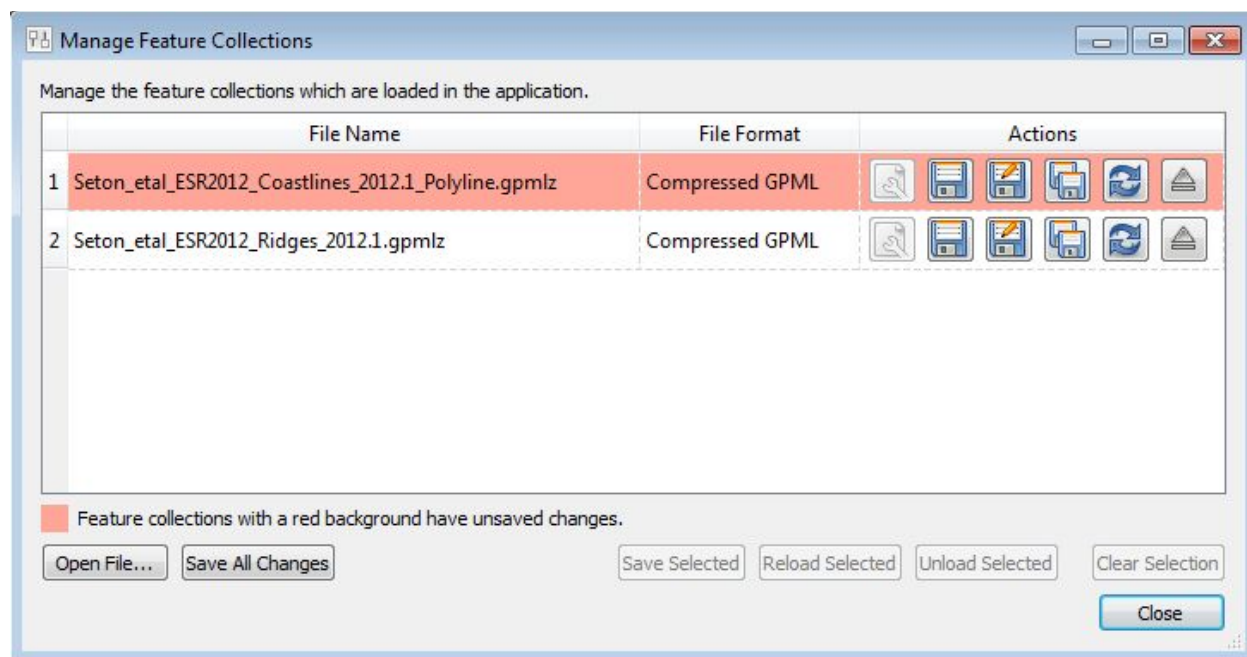 Manage Feature Collections
Manage the feature collections which are loaded in the application.
File Name File Format Actions
1 Seton_etal_ESR2012_Coastlines_2012.1_Polyline.gpmlz Compressed GPML
2 Seton_etal_ESR2012_Ridges_2012.1.gpmlz Compressed GPML
Feature collections with a red background have unsaved changes.
Open File... Save All Changes Save Selected Reload Selected Unload Selected Clear Selection
Close